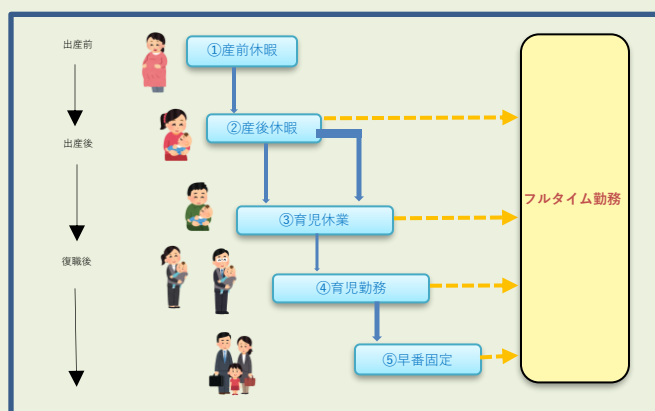 出産前
①産前休暇
②産後休暇
出産後
フルタイム勤務
③育児休業
復職後
④育児勤務
⑤早番固定